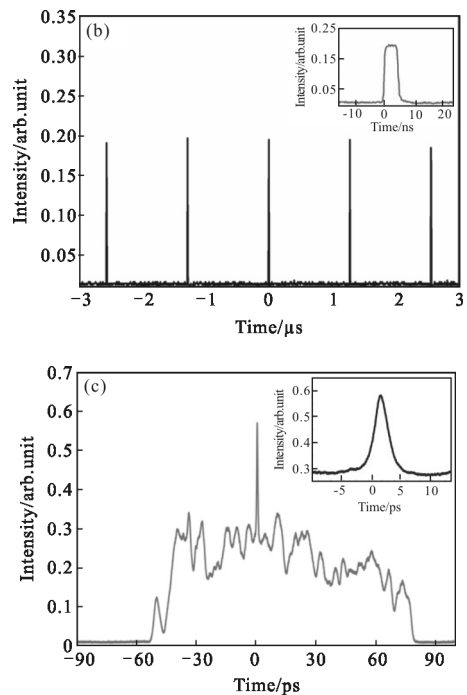 (b)
Intensity/arb.unit
0.35
0.30
0.25
0.20
0.15
0.10
0.05
−3 −2 −1 0 1 2 3
Time/μs
Intensity/arb.unit
0.25
0.15
0.05
−10 0 10 20
Time/ns
(c)
Intensity/arb.unit
0.7
0.6
0.5
0.4
0.3
0.2
0.1
0
−90 −60 −30 0 30 60 90
Time/ps
Intensity/arb.unit
0.6
0.5
0.4
0.3
−5 0 5 10
Time/ps